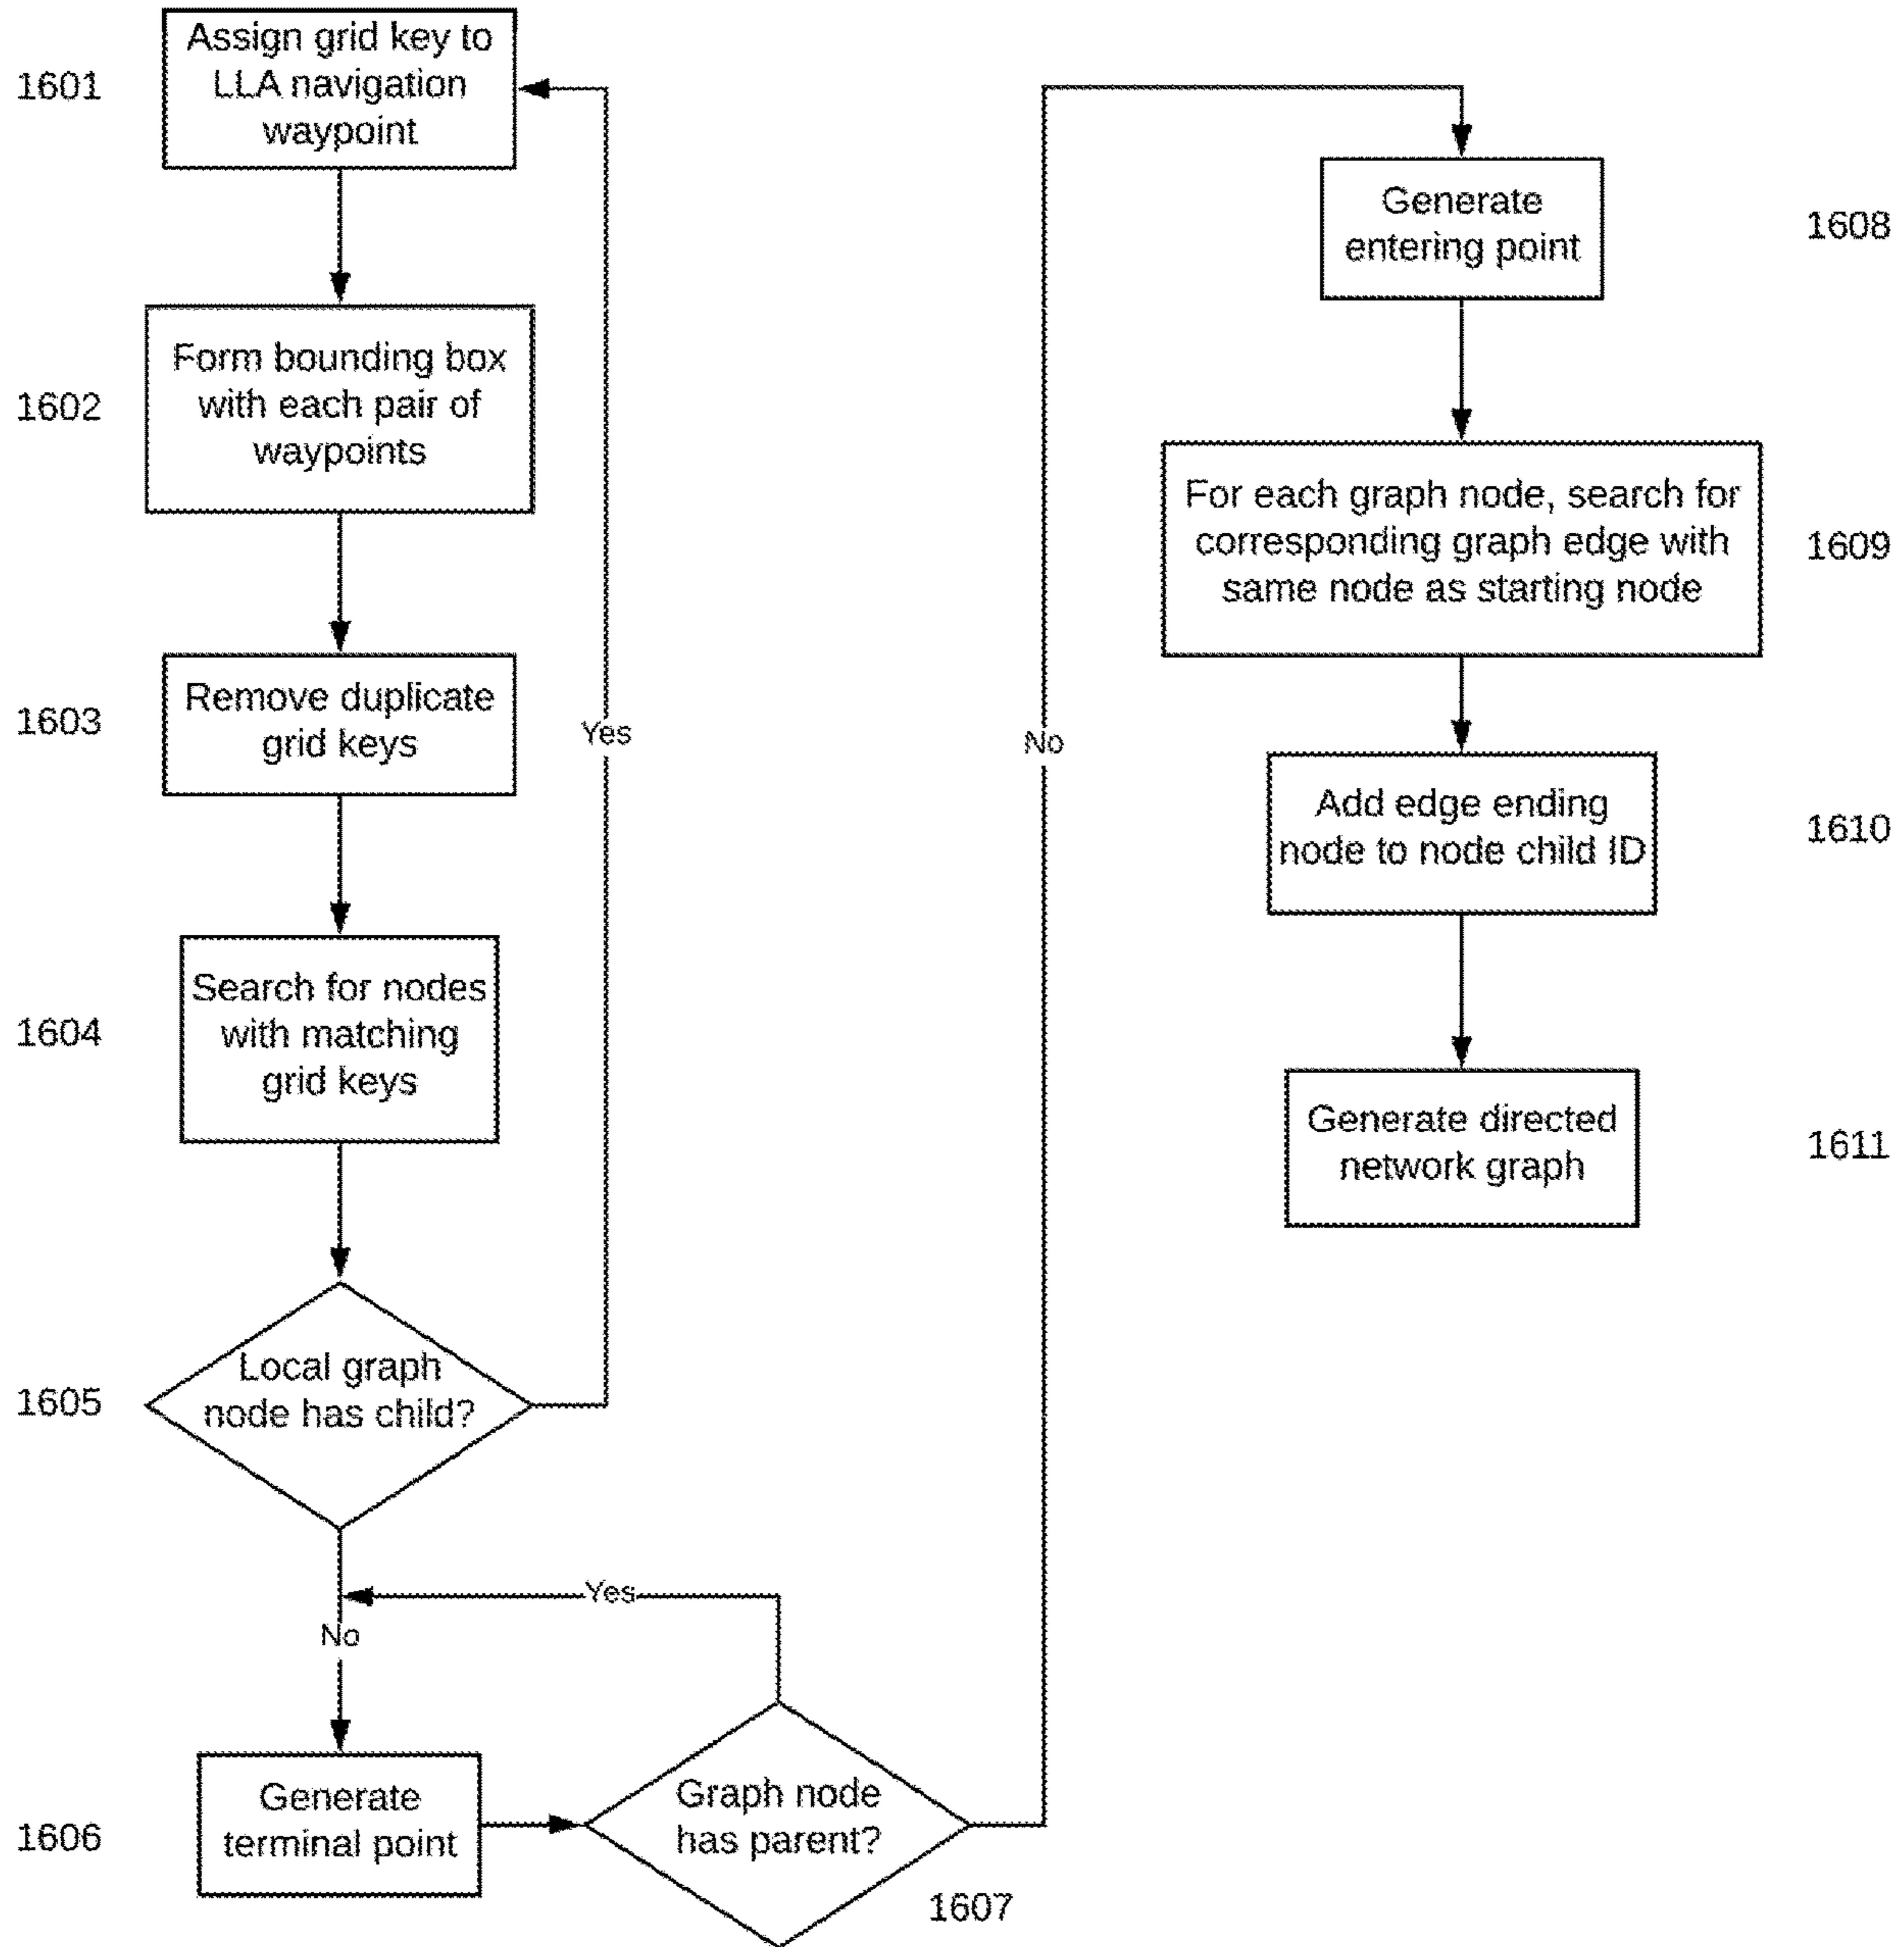 1601
Assign grid key to
LLA navigation
waypoint
1602
Form bounding box
with each pair of
waypoints
1603
Remove duplicate
grid keys
Yes
1604
Search for nodes
with matching
grid keys
1605
Local graph
node has child?
Yes
No
1606
Generate
terminal point
Graph node
has parent?
1607
No
Generate
entering point
1608
For each graph node, search for
corresponding graph edge with
same node as starting node
1609
Add edge ending
node to node child ID
1610
Generate directed
network graph
1611